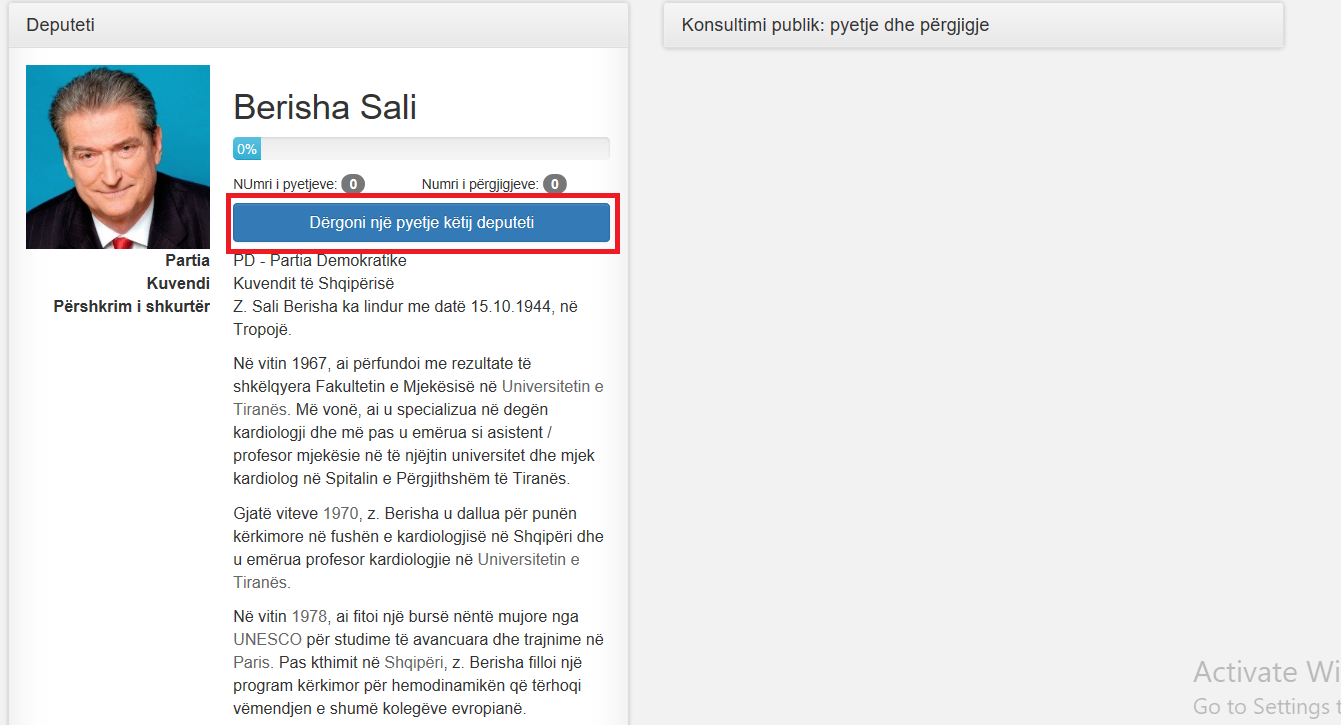 Deputeti
Berisha Sali
0%
NUmri i pyetjeve: 0 Numri i përgjigjeve: 0
Dërgoni një pyetje këtij deputeti
Partia PD - Partia Demokratike
Kuvendi Kuvendit të Shqipërisë
Përshkrim i shkurtër Z. Sali Berisha ka lindur me datë 15.10.1944, në
Tropojë.
Në vitin 1967, ai përfundoi me rezultate të
shkëlqyera Fakultetin e Mjekësisë në Universitetin e
Tiranës. Më vonë, ai u specializua në degën
kardiologji dhe më pas u emërua si asistent /
profesor mjekësie në të njëjtin universitet dhe mjek
kardiolog në Spitalin e Përgjithshëm të Tiranës.
Gjatë viteve 1970, z. Berisha u dallua për punën
kërkimore në fushën e kardiologjisë në Shqipëri dhe
u emërua profesor kardiologjie në Universitetin e
Tiranës.
Në vitin 1978, ai fitoi një bursë nëntë mujore nga
UNESCO për studime të avancuara dhe trajnime në
Paris. Pas kthimit në Shqipëri, z. Berisha filloi një
program kërkimor për hemodinamikën që tërhoqi
vëmendjen e shumë kolegëve evropianë.
Konsultimi publik: pyetje dhe përgjigje
Activate Wi
Go to Settings t